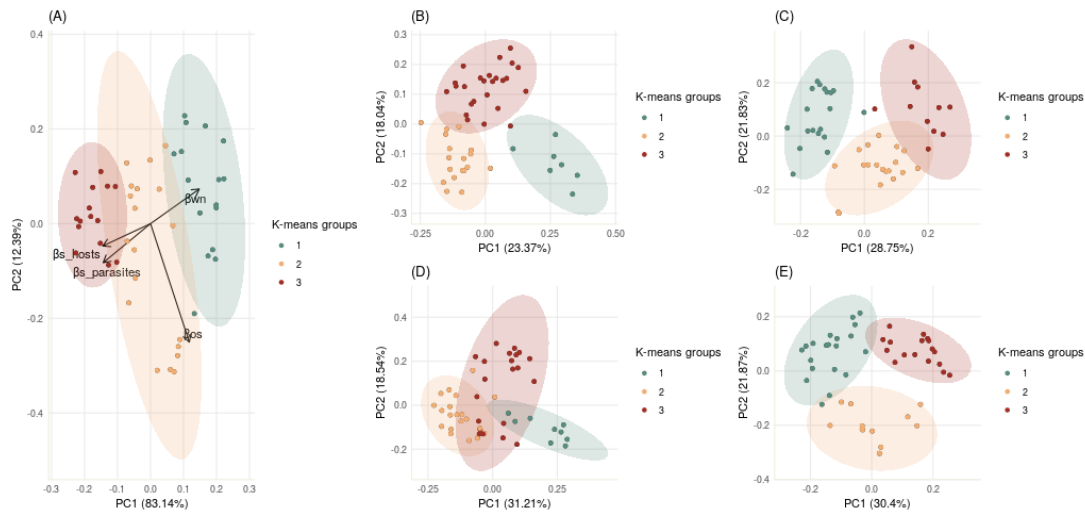 (A)
0.4
0.2
0.0
-0.2
-0.4
PC2 (12.39%)
βwn
βs_hosts
βs_parasites
βos
-0.3 -0.2 -0.1 0.0 0.1 0.2 0.3
PC1 (83.14%)
K-means groups
1
2
3
(B)
0.3
0.2
0.1
0.0
-0.1
-0.2
-0.3
PC2 (18.04%)
-0.25 0.00 0.25 0.50
PC1 (23.37%)
K-means groups
1
2
3
(C)
0.2
0.0
-0.2
PC2 (21.83%)
-0.2 0.0 0.2
PC1 (28.75%)
K-means groups
1
2
3
(D)
0.4
0.2
0.0
-0.2
PC2 (18.54%)
-0.25 0.00 0.25
PC1 (31.21%)
K-means groups
1
2
3
(E)
0.2
0.0
-0.2
-0.4
PC2 (21.87%)
-0.2 0.0 0.2
PC1 (30.4%)
K-means groups
1
2
3